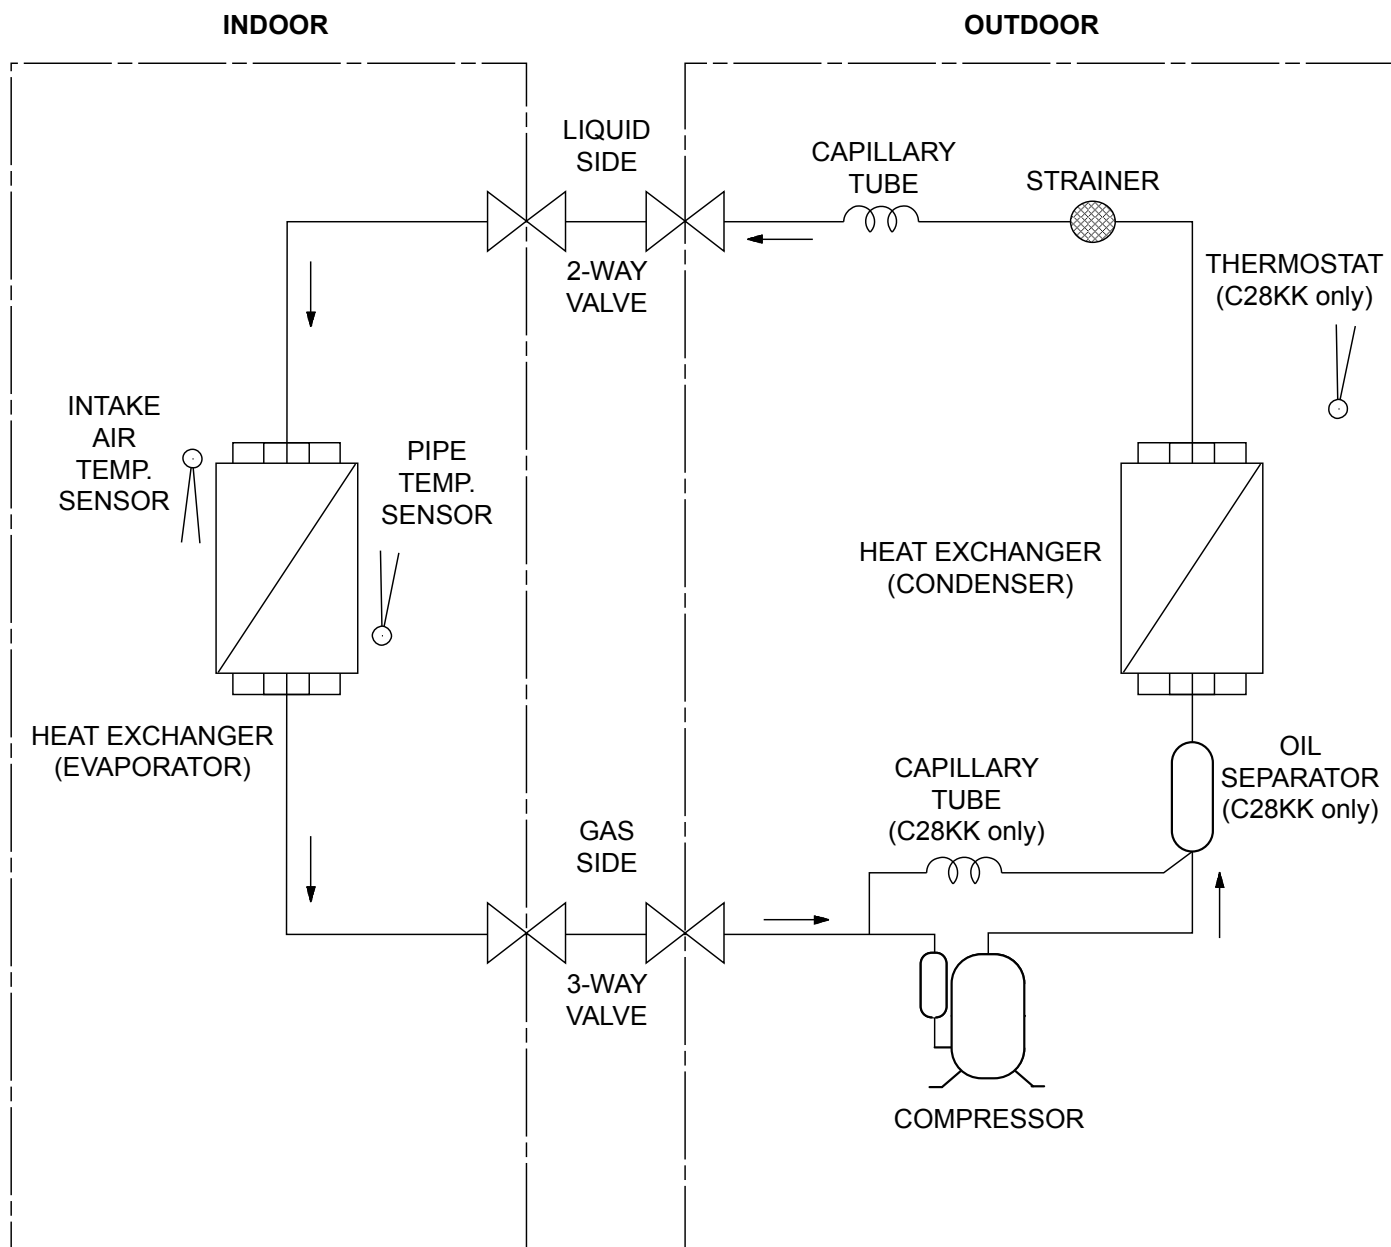 INDOOR
OUTDOOR
LIQUID
SIDE
CAPILLARY
TUBE
STRAINER
2-WAY
VALVE
THERMOSTAT
(C28KK only)
INTAKE
AIR
TEMP.
SENSOR
PIPE
TEMP.
SENSOR
HEAT EXCHANGER
(CONDENSER)
HEAT EXCHANGER
(EVAPORATOR)
CAPILLARY
TUBE
(C28KK only)
OIL
SEPARATOR
(C28KK only)
GAS
SIDE
3-WAY
VALVE
COMPRESSOR